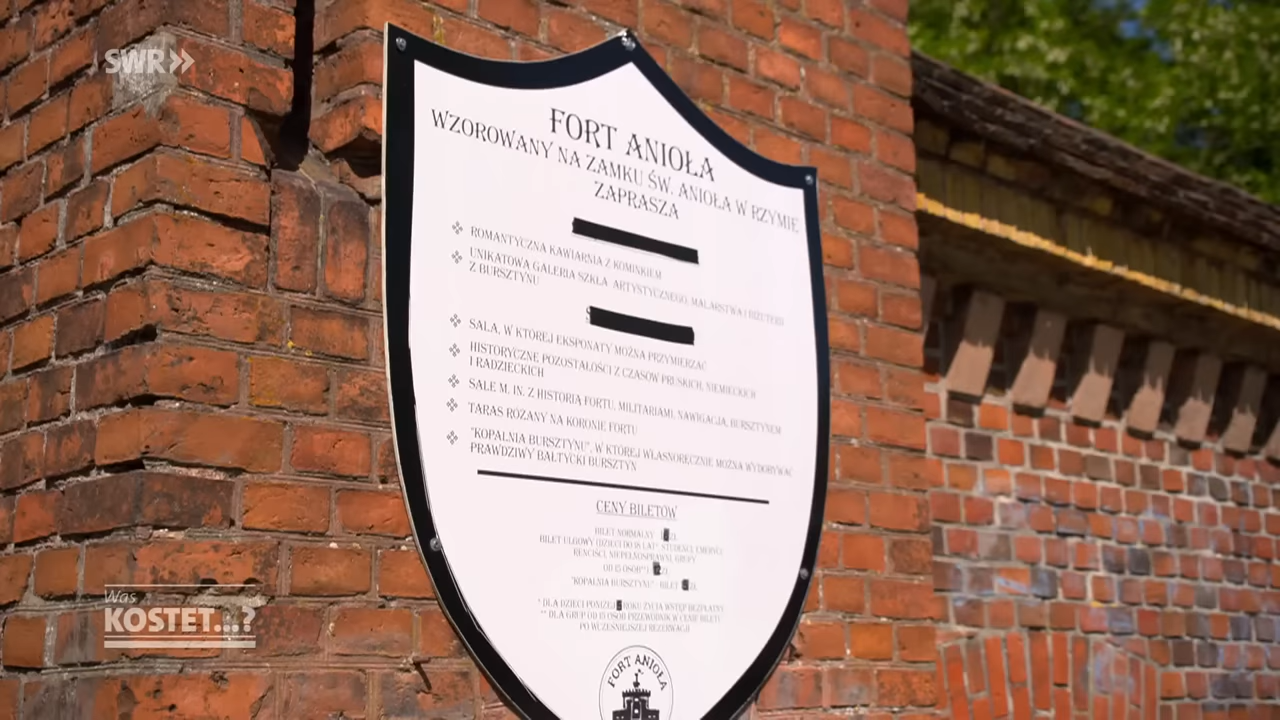 SWR
FORT ANIOŁA
WZOROWANY NA ZAMKU ŚW. ANIOŁA W RZYMIE
ZAPRASZA
ROMANTYCZNA KAWIARNIA Z KOMINKIEM
UNIKATOWA GALERIA SZKŁA ARTYSTYCZNEGO, MALARSTWA I BIŻUTERII
Z BURSZTYNU
SALA, W KTÓREJ EKSPONATY MOŻNA PRZYMIERZAĆ
HISTORYCZNE POZOSTAŁOŚCI Z CZASÓW PRUSKICH, NIEMIECKICH
I RADZIECKICH
SALE M. IN. Z HISTORIĄ FORTU, MILITARIAMI, NAWIGACJĄ, BURSZTYNEM
TARAS RÓŻANY NA KORONIE FORTU
"KOPALNIA BURSZTYNU", W KTÓREJ WŁASNORĘCZNIE MOŻNA WYDOBYWAĆ
PRAWDZIWY BAŁTYCKI BURSZTYN
CENY BILETÓW
BILET NORMALNY ZŁ
BILET ULGOWY (DZIECI DO 18 LAT*, STUDENCI, EMERYCI,
RENCIŚCI, NIEPEŁNOSPRAWNI, GRUPY
OD 15 OSÓB**) ZŁ
"KOPALNIA BURSZTYNU" - BILET ZŁ
* DLA DZIECI PONIŻEJ ROKU ŻYCIA WSTĘP BEZPŁATNY
** DLA GRUP OD 15 OSÓB PRZEWODNIK W CENIE BILETU
PO WCZEŚNIEJSZEJ REZERWACJI
FORT ANIOŁA
Was
KOSTET...?